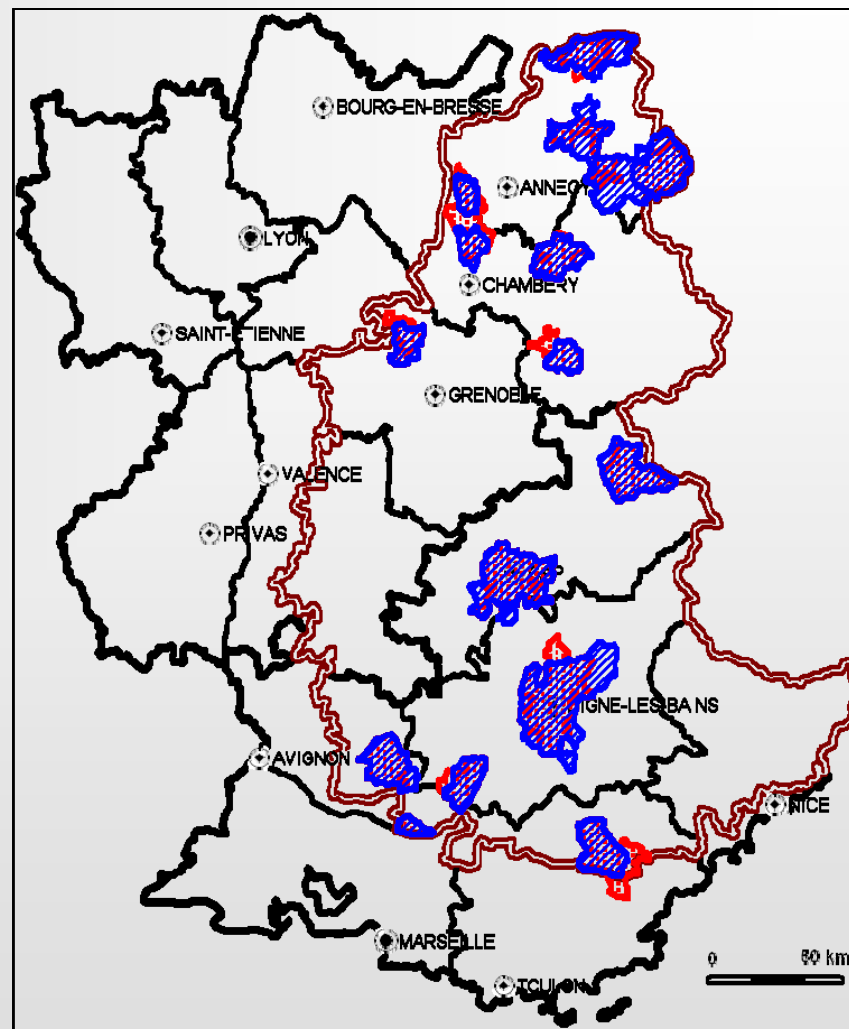 BOURG-EN-BRESSE
ANNECY
LYON
CHAMBERY
SAINT-ETIENNE
GRENOBLE
VALENCE
PRIVAS
DIGNE-LES-BAINS
AVIGNON
NICE
MARSEILLE
TOULON
0 50 km